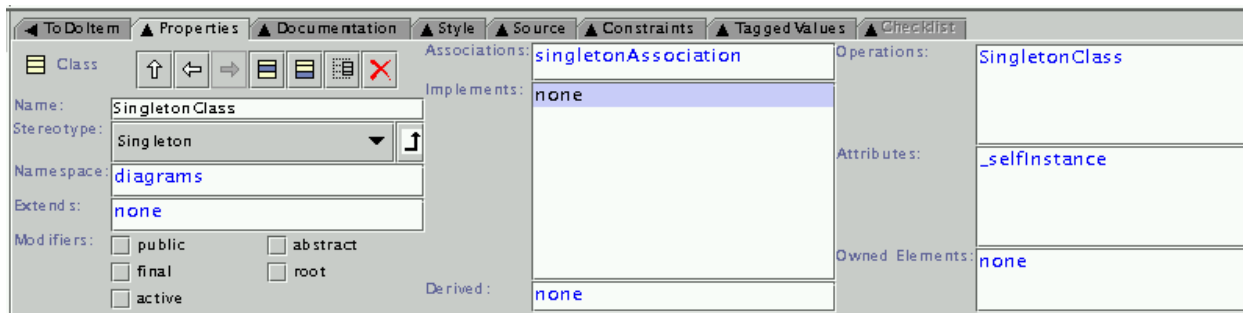 ToDoItem Properties Documentation Style Source Constraints Tagged Values Checklist
Class
Name: SingletonClass
Stereotype: Singleton
Namespace: diagrams
Extends: none
Modifiers: public abstract
final root
active
Associations: singletonAssociation
Implements: none
Derived: none
Operations: SingletonClass
Attributes: _selfInstance
Owned Elements: none